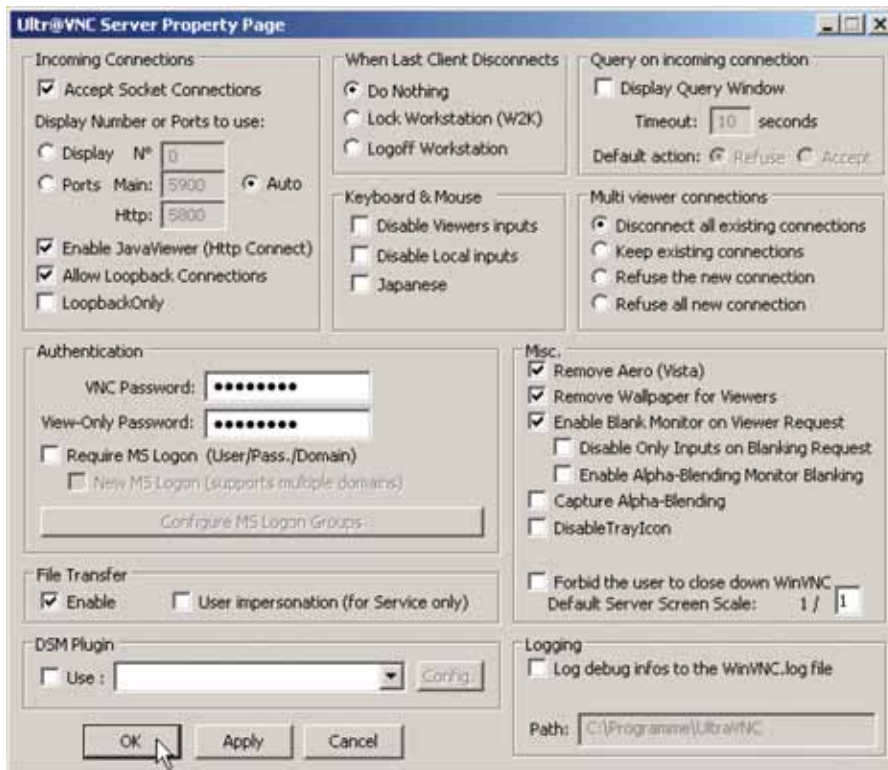 Ultr@VNC Server Property Page
Incoming Connections
Accept Socket Connections
Display Number or Ports to use:
Display N° 0
Ports Main: 5900 Auto
Http: 5800
Enable JavaViewer (Http Connect)
Allow Loopback Connections
LoopbackOnly
When Last Client Disconnects
Do Nothing
Lock Workstation (W2K)
Logoff Workstation
Query on incoming connection
Display Query Window
Timeout: 10 seconds
Default action: Refuse Accept
Keyboard & Mouse
Disable Viewers inputs
Disable Local inputs
Japanese
Multi viewer connections
Disconnect all existing connections
Keep existing connections
Refuse the new connection
Refuse all new connection
Authentication
VNC Password: ●●●●●●●●
View-Only Password: ●●●●●●●●
Require MS Logon (User/Pass./Domain)
New MS Logon (supports multiple domains)
Configure MS Logon Groups
Misc.
Remove Aero (Vista)
Remove Wallpaper for Viewers
Enable Blank Monitor on Viewer Request
Disable Only Inputs on Blanking Request
Enable Alpha-Blending Monitor Blanking
Capture Alpha-Blending
DisableTrayIcon
Forbid the user to close down WinVNC
Default Server Screen Scale: 1 / 1
File Transfer
Enable User impersonation (for Service only)
DSM Plugin
Use : Config.
Logging
Log debug infos to the WinVNC.log file
Path: C:\Programme\UltraVNC
OK Apply Cancel